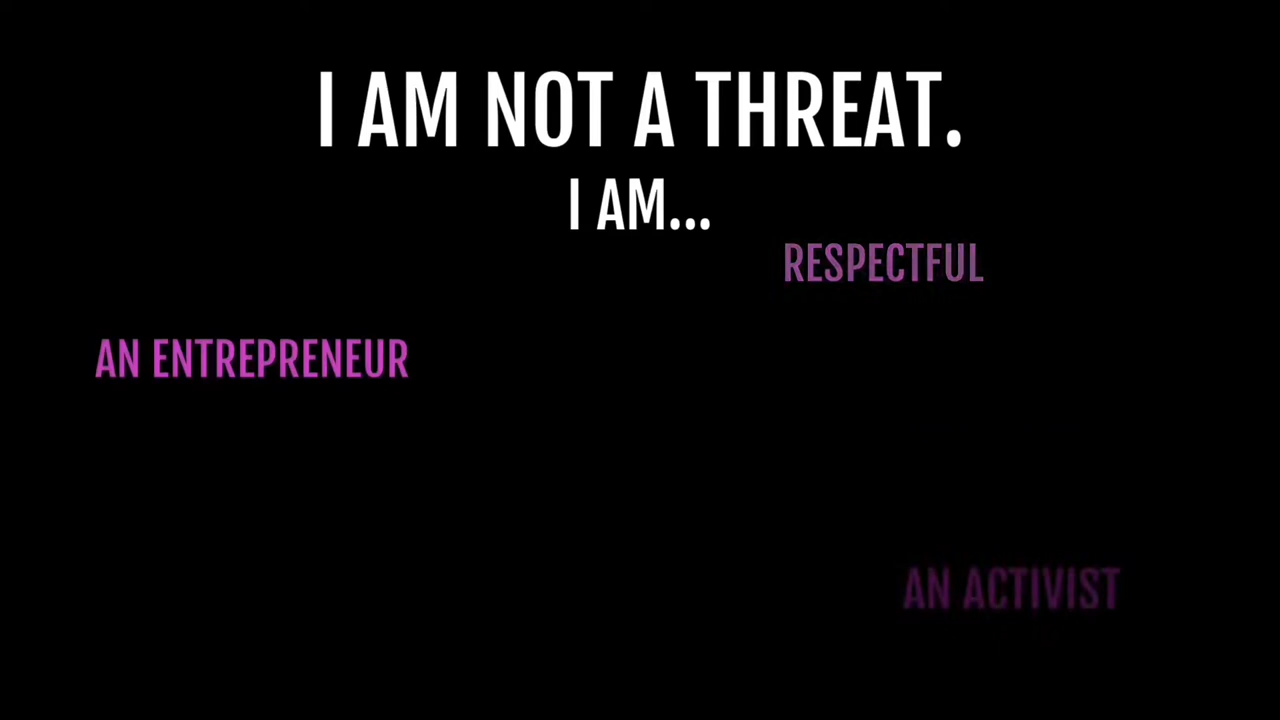 I AM NOT A THREAT.
I AM...
RESPECTFUL
AN ENTREPRENEUR
AN ACTIVIST